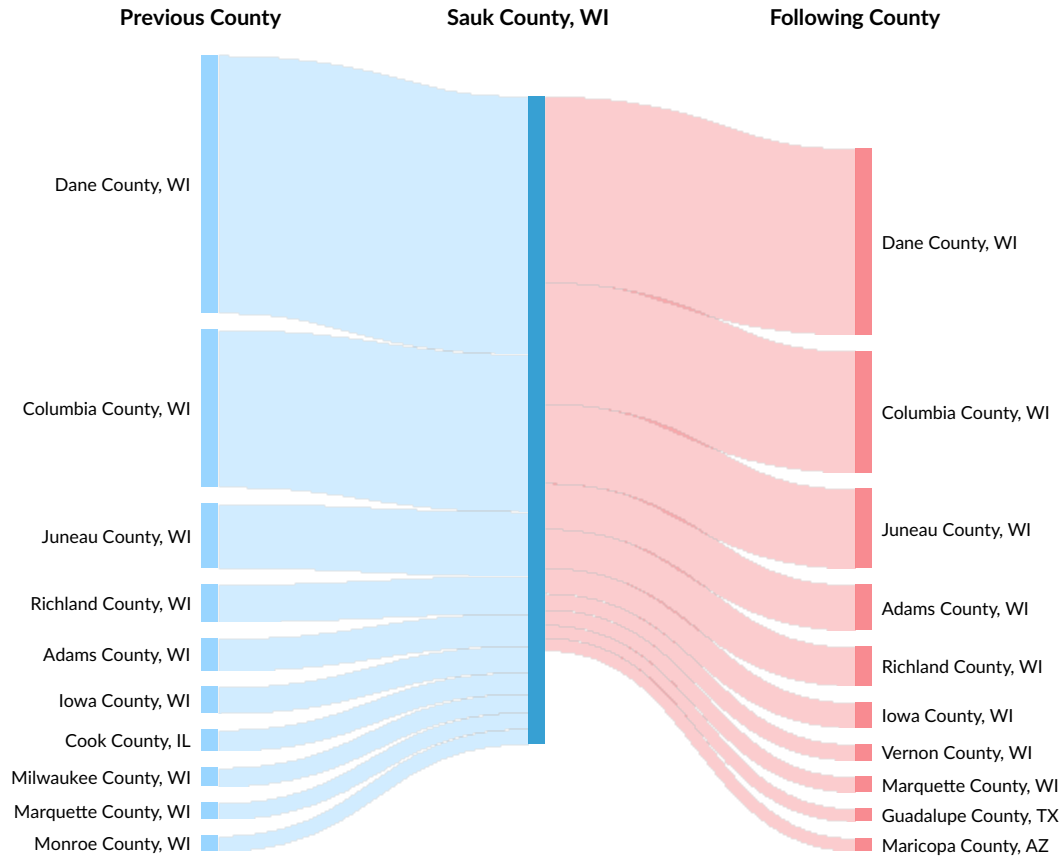 Previous County
Sauk County, WI
Following County
Dane County, WI
Columbia County, WI
Juneau County, WI
Richland County, WI
Adams County, WI
Iowa County, WI
Cook County, IL
Milwaukee County, WI
Marquette County, WI
Monroe County, WI
Dane County, WI
Columbia County, WI
Juneau County, WI
Adams County, WI
Richland County, WI
Iowa County, WI
Vernon County, WI
Marquette County, WI
Guadalupe County, TX
Maricopa County, AZ